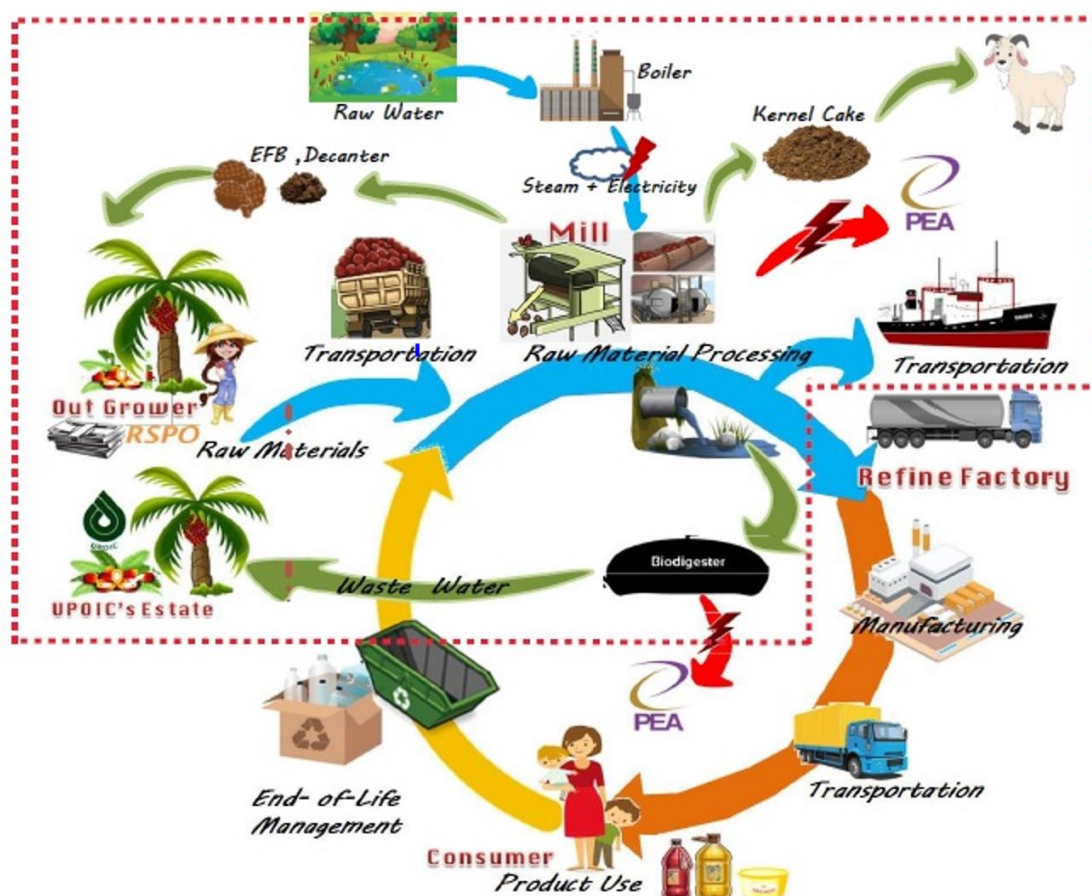 Raw Water
Boiler
Kernel Cake
EFB ,Decanter
Steam + Electricity
PEA
Mill
Transportation
Raw Material Processing
Transportation
Out Grower
RSPO
Raw Materials
Refine Factory
Biodigester
Waste Water
UPOIC's Estate
Manufacturing
PEA
Transportation
End- of-Life
Management
Consumer
Product Use